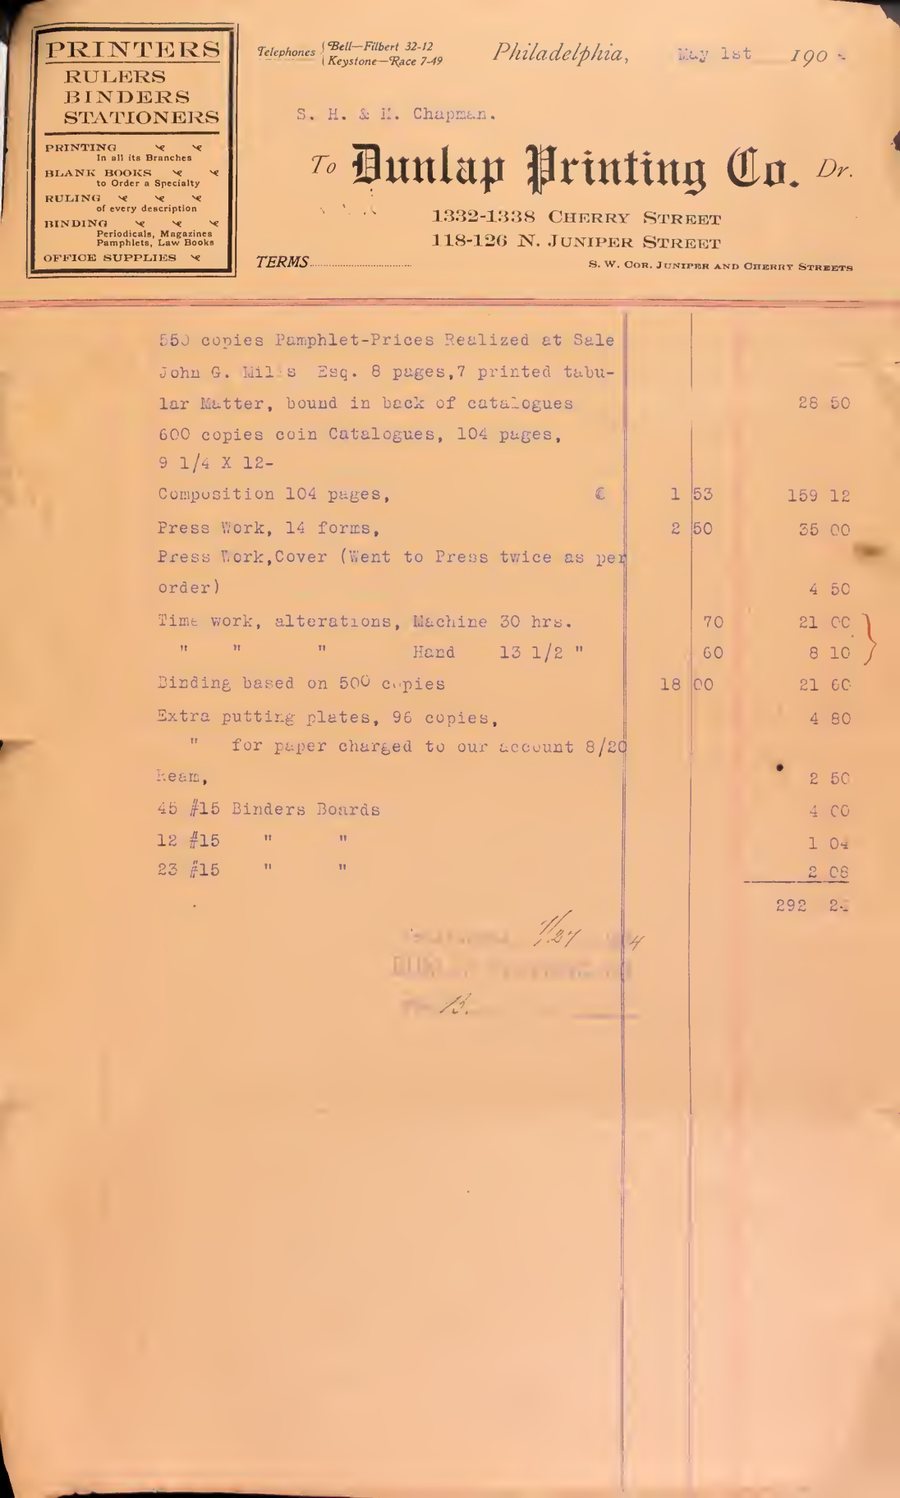 PRINTERS
RULERS
BINDERS
STATIONERS
PRINTING
In all its Branches
BLANK BOOKS
to Order a Specialty
RULING
of every description
BINDING
Periodicals, Magazines
Pamphlets, Law Books
OFFICE SUPPLIES
Telephones { Bell—Filbert 32-12
Keystone—Race 7-49
Philadelphia, May 1st 190
S. H. & H. Chapman.
To Dunlap Printing Co. Dr.
1332-1338 CHERRY STREET
118-126 N. JUNIPER STREET
TERMS
S. W. COR. JUNIPER AND CHERRY STREETS
550 copies Pamphlet-Prices Realized at Sale
John G. Mills Esq. 8 pages,7 printed tabu-
lar Matter, bound in back of catalogues 28 50
600 copies coin Catalogues, 104 pages,
9 1/4 X 12-
Composition 104 pages, 1 53 159 12
Press Work, 14 forms, 2 50 35 00
Press Work,Cover (Went to Press twice as per
order) 4 50
Time work, alterations, Machine 30 hrs. 70 21 00
" " " Hand 13 1/2 " 60 8 10
Binding based on 500 copies 18 00 21 60
Extra putting plates, 96 copies, 4 80
" for paper charged to our account 8/20
Ream, 2 50
45 #15 Binders Boards 4 00
12 #15 " " 1 04
23 #15 " " 2 08
292 24